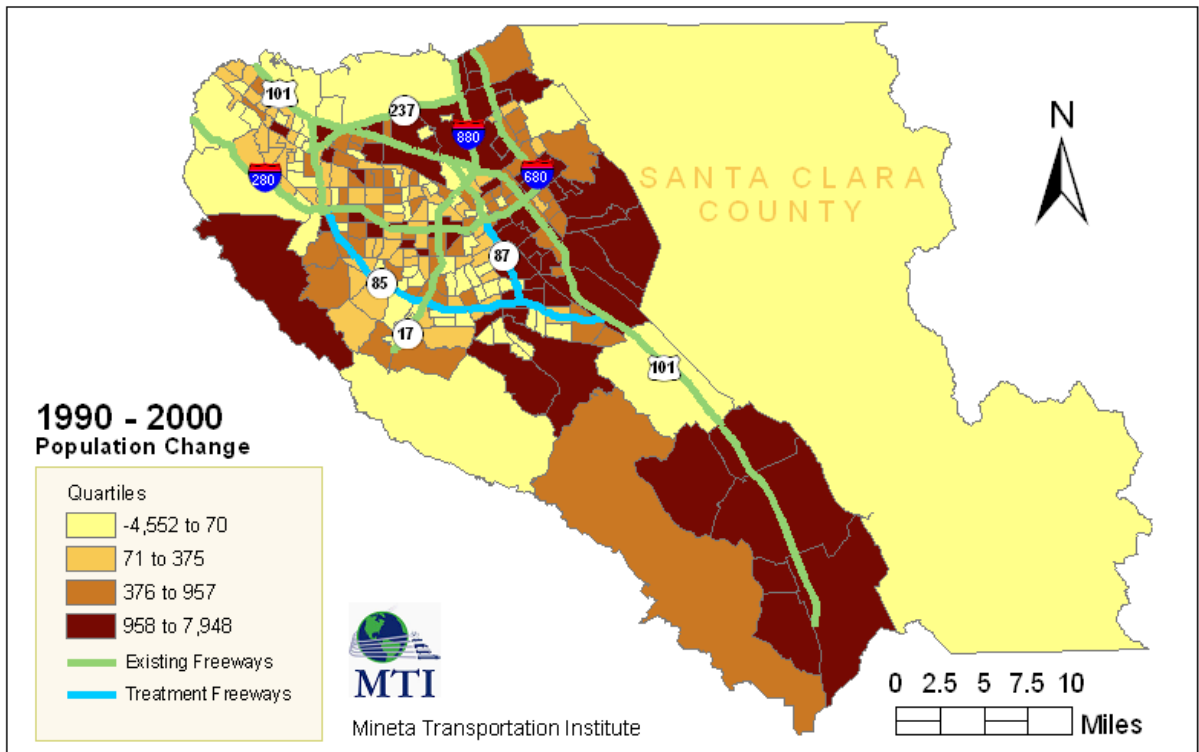 101
237
880
280
680
SANTA CLARA
COUNTY
N
87
85
17
101
1990 - 2000
Population Change
Quartiles
-4,552 to 70
71 to 375
376 to 957
958 to 7,948
Existing Freeways
Treatment Freeways
MTI
Mineta Transportation Institute
0 2.5 5 7.5 10
Miles